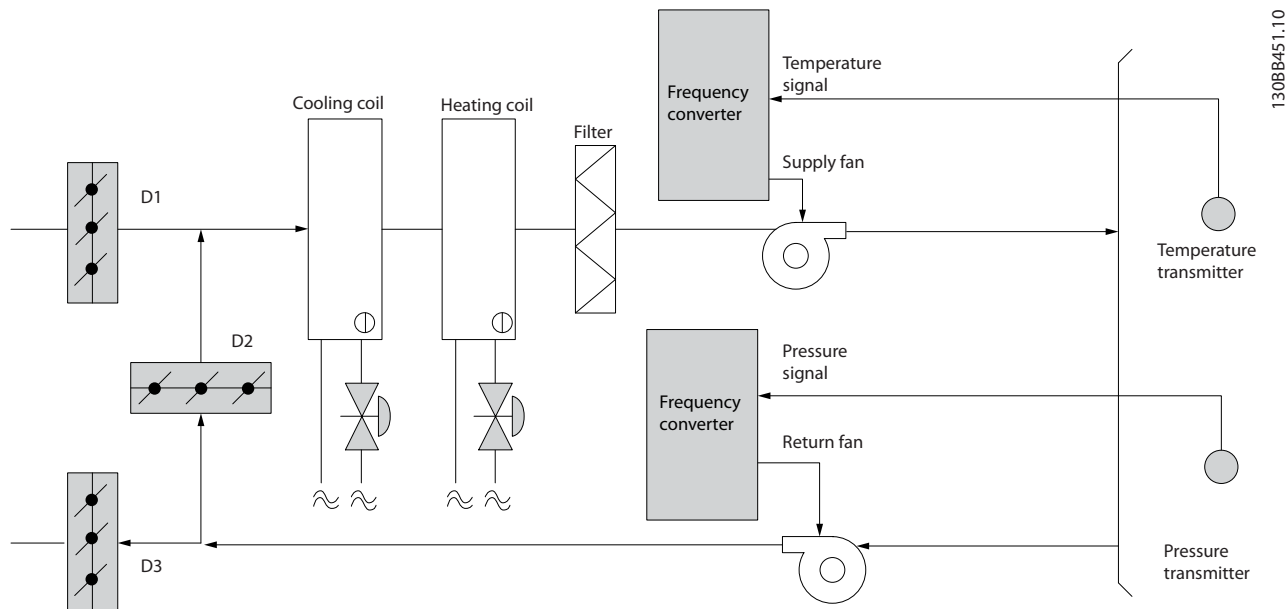 130BB451.10
Temperature
signal
Frequency
converter
Cooling coil
Heating coil
Filter
Supply fan
D1
Temperature
transmitter
D2
Pressure
signal
Frequency
converter
Return fan
D3
Pressure
transmitter